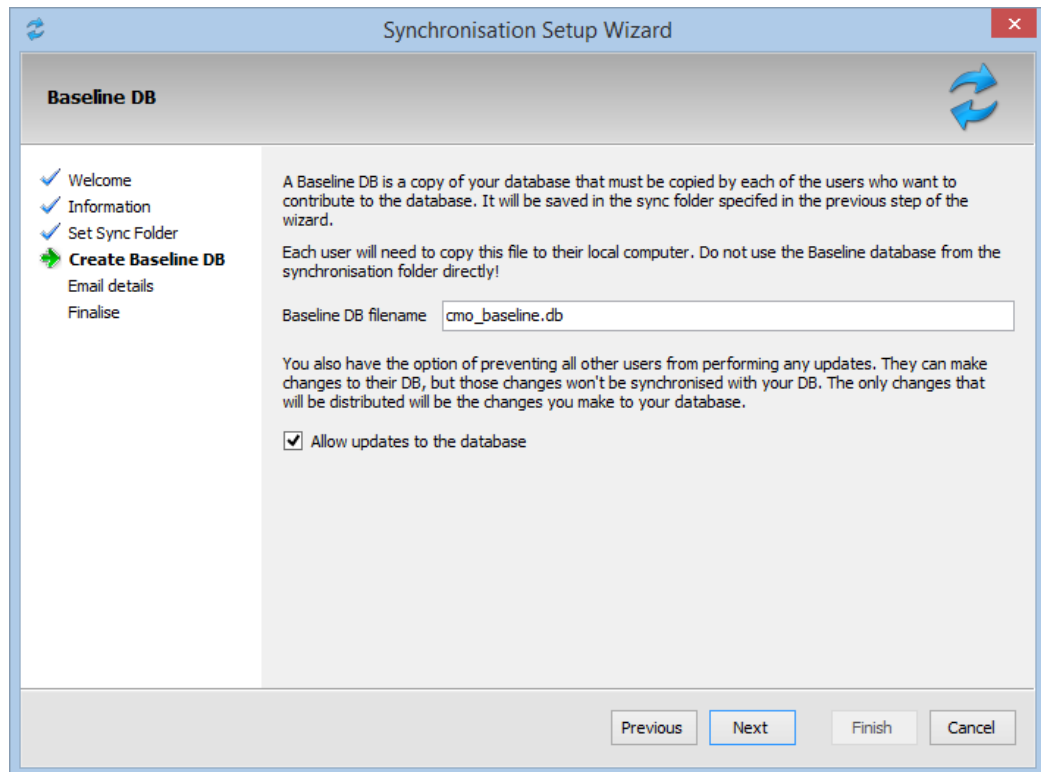 Synchronisation Setup Wizard
Baseline DB
Welcome
Information
Set Sync Folder
Create Baseline DB
Email details
Finalise
A Baseline DB is a copy of your database that must be copied by each of the users who want to
contribute to the database. It will be saved in the sync folder specifed in the previous step of the
wizard.
Each user will need to copy this file to their local computer. Do not use the Baseline database from the
synchronisation folder directly!
Baseline DB filename cmo_baseline.db
You also have the option of preventing all other users from performing any updates. They can make
changes to their DB, but those changes won't be synchronised with your DB. The only changes that
will be distributed will be the changes you make to your database.
Allow updates to the database
Previous Next Finish Cancel